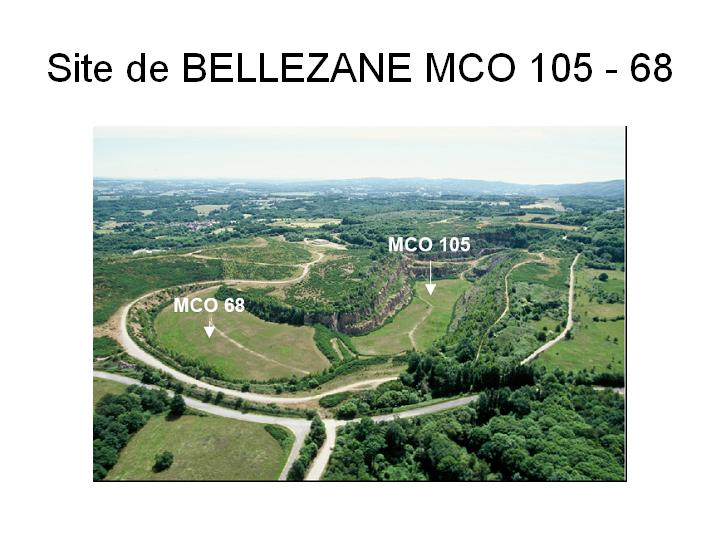 Site de BELLEZANE MCO 105 - 68
MCO 105
MCO 68